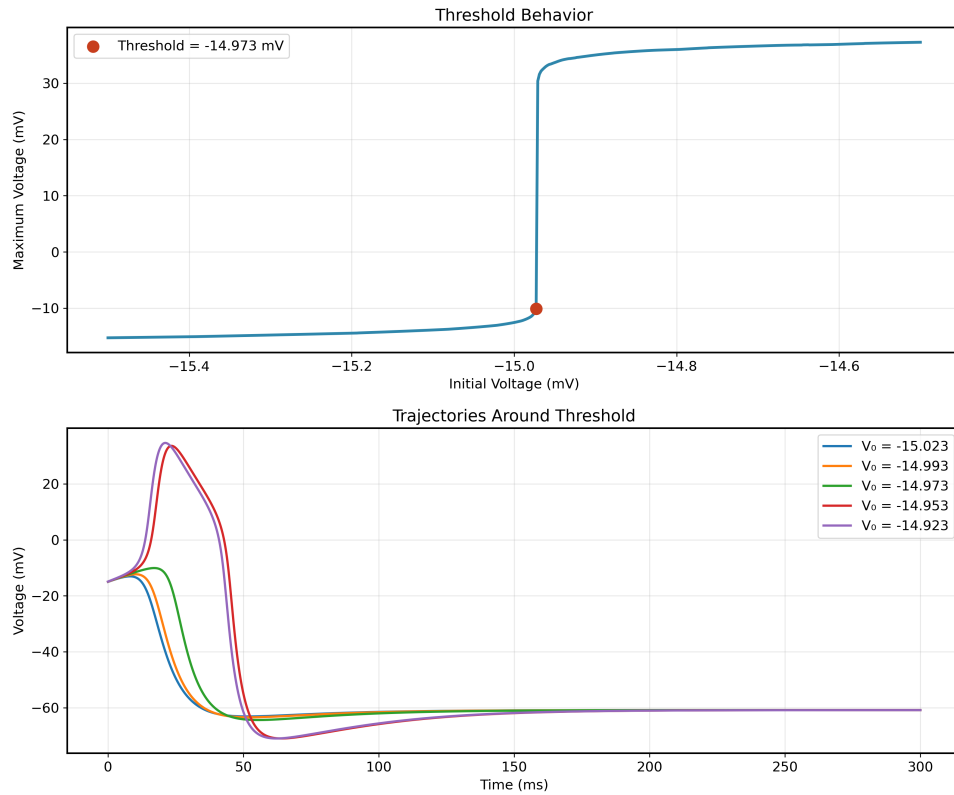 Threshold Behavior
Threshold = -14.973 mV
Maximum Voltage (mV)
30
20
10
0
−10
−15.4
−15.2
−15.0
−14.8
−14.6
Initial Voltage (mV)
Trajectories Around Threshold
V₀ = -15.023
V₀ = -14.993
V₀ = -14.973
V₀ = -14.953
V₀ = -14.923
Voltage (mV)
20
0
−20
−40
−60
0
50
100
150
200
250
300
Time (ms)